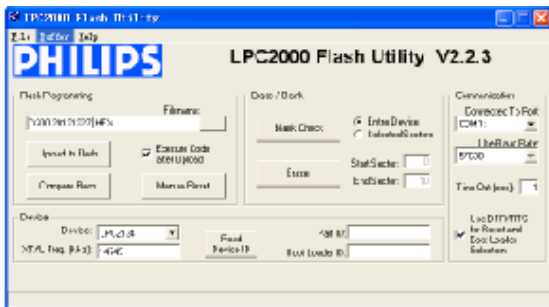 LPC2000 Flash Utility
File Buffer Help
PHILIPS
LPC2000 Flash Utility V2.2.3
Flash Programming
Filename:
Upload to Flash
Execute Code
after Upload
Compare Flash
Manual Reset
Erase / Blank
Blank Check
Entire Device
Selected Sectors
Erase
Start Sector: 0
End Sector:
Communication
Connected To Port:
COM1:
Use Baud Rate:
Time Out (sec):
Use DTR/RTS
for Reset and
Boot Loader
Selection
Device
Device:
XTAL Freq. [kHz]:
Read
Device ID
Part ID:
Boot Loader ID: